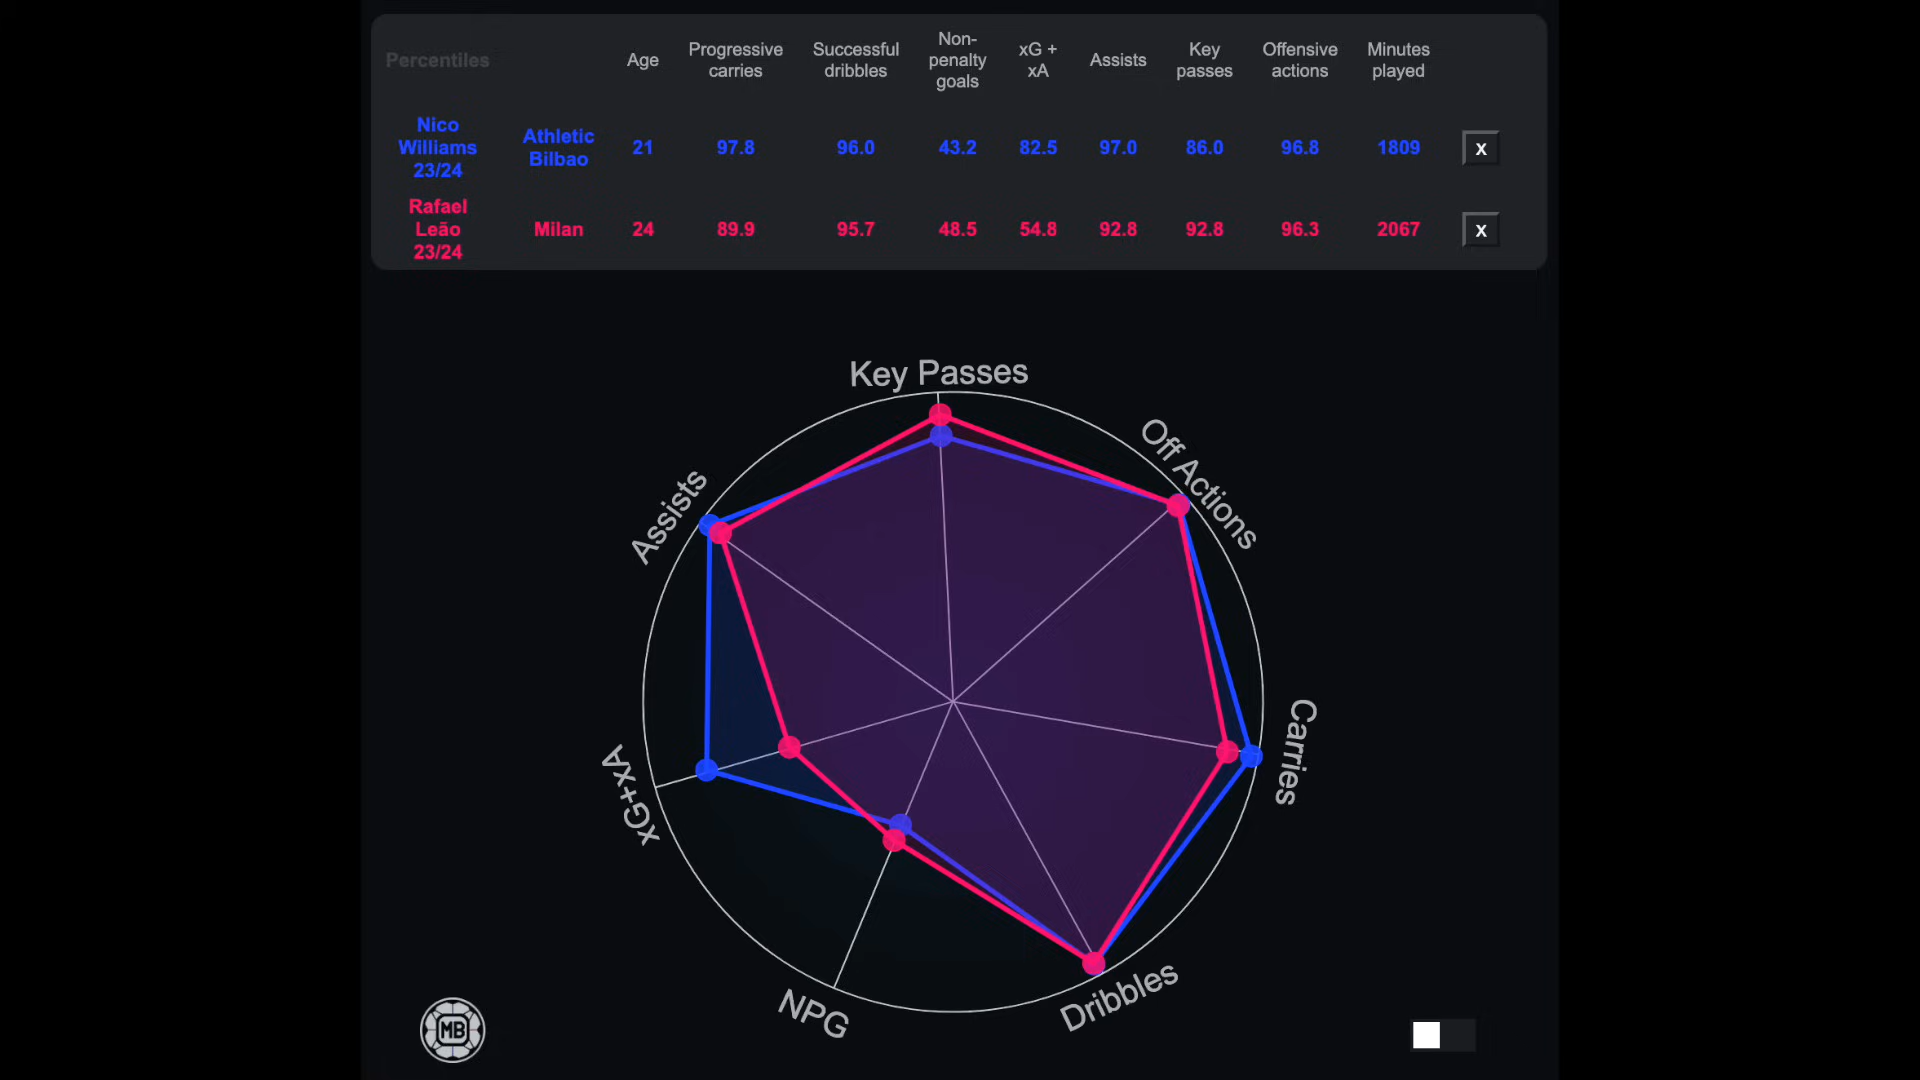 Percentiles
Age
Progressive
carries
Successful
dribbles
Non-
penalty
goals
xG +
xA
Assists
Key
passes
Offensive
actions
Minutes
played
Nico
Williams
23/24
Athletic
Bilbao
21
97.8
96.0
43.2
82.5
97.0
86.0
96.8
1809
x
Rafael
Leão
23/24
Milan
24
89.9
95.7
48.5
54.8
92.8
92.8
96.3
2067
x
Key Passes
Off Actions
Assists
Carries
xG+xA
Dribbles
NPG
MB